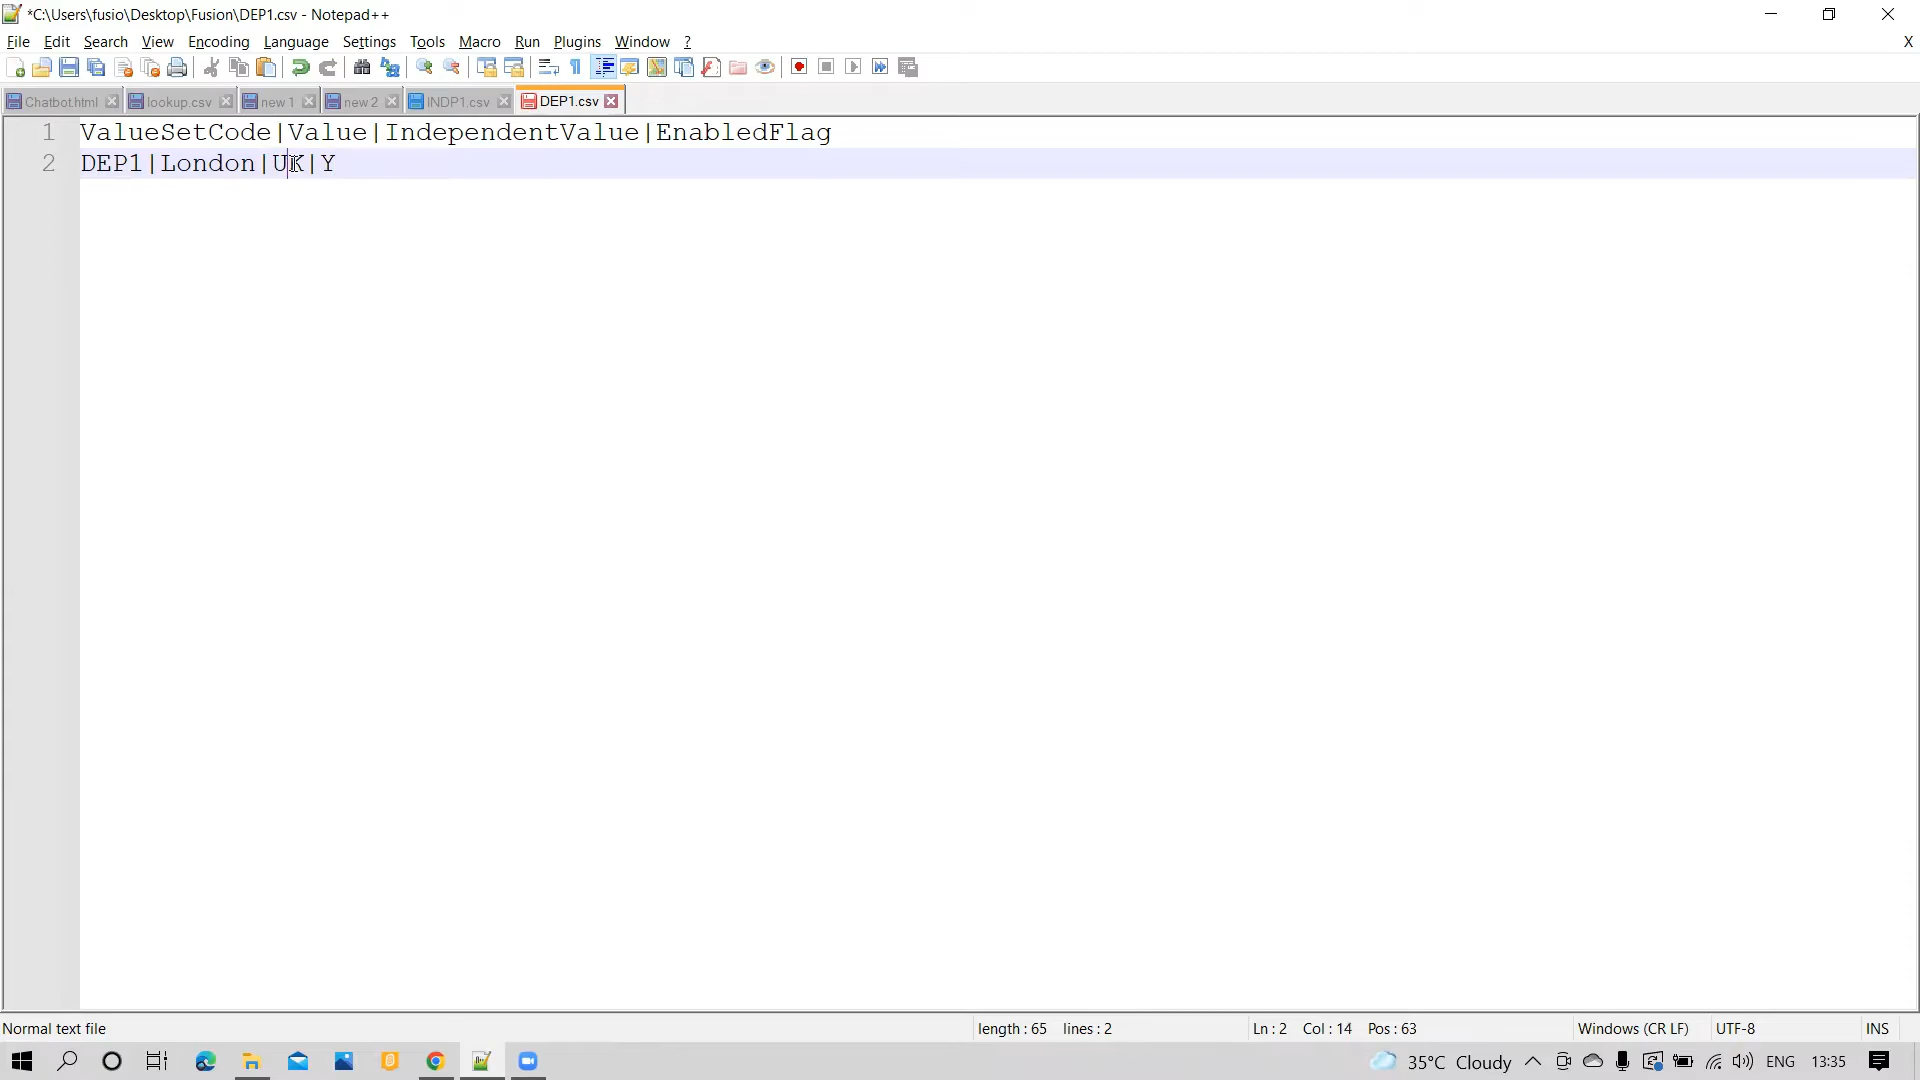 *C:\Users\fusio\Desktop\Fusion\DEP1.csv - Notepad++
File Edit Search View Encoding Language Settings Tools Macro Run Plugins Window ? X
Chatbot.html lookup.csv new 1 new 2 INDP1.csv DEP1.csv
1 ValueSetCode|Value|IndependentValue|EnabledFlag
2 DEP1|London|UK|Y
Normal text file length : 65 lines : 2 Ln : 2 Col : 14 Pos : 63 Windows (CR LF) UTF-8 INS
35°C Cloudy ENG 13:35